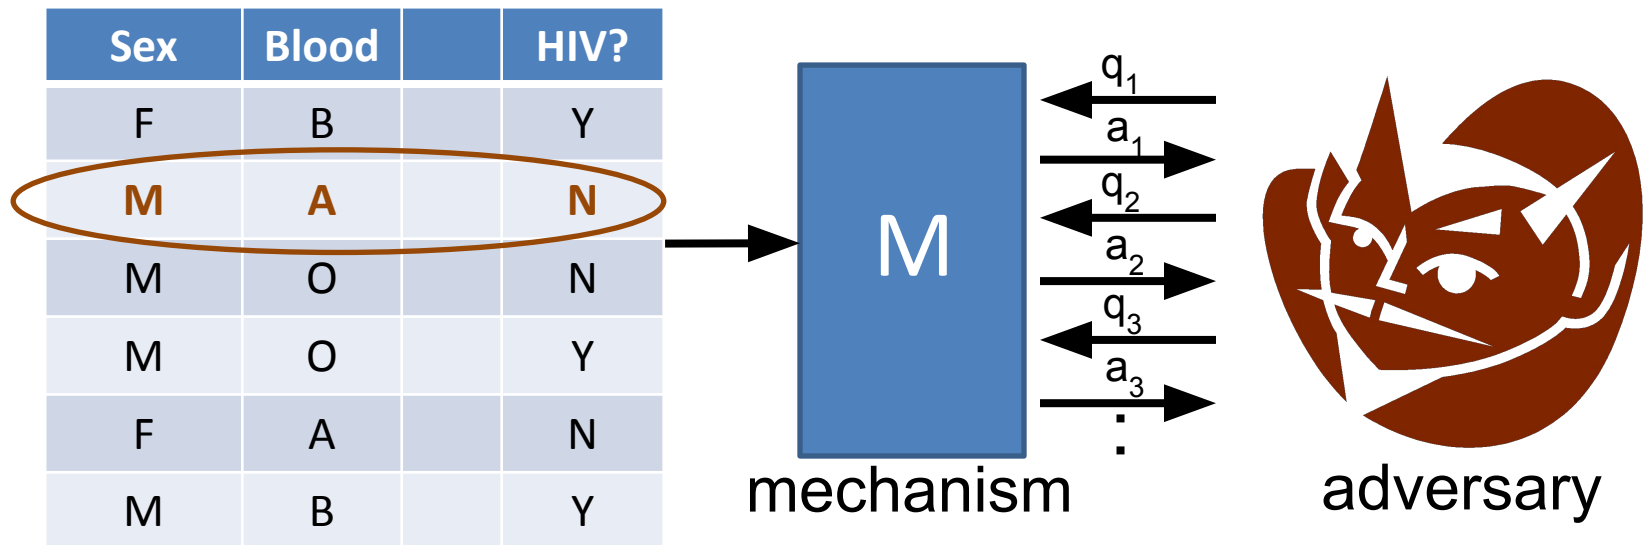 Sex Blood HIV?
F B Y
M A N
M O N
M O Y
F A N
M B Y
M
mechanism
q1
a1
q2
a2
q3
a3
adversary